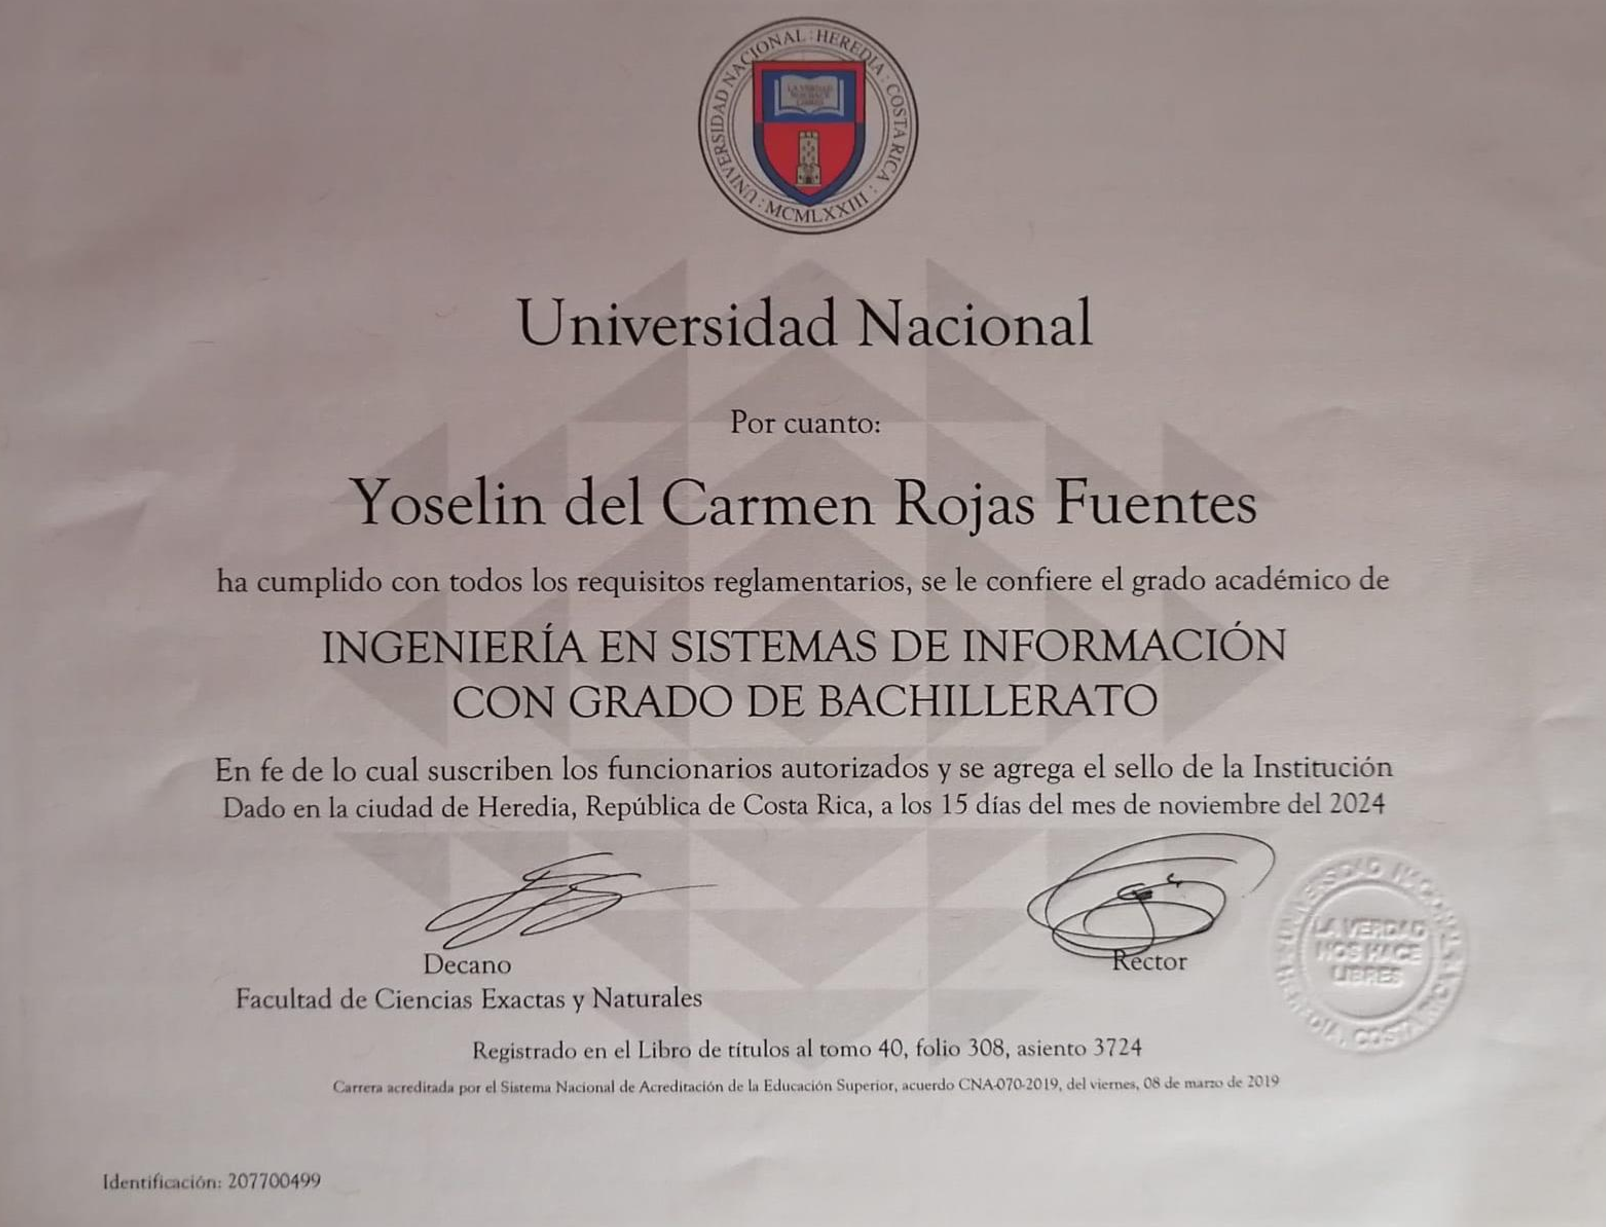 UNIVERSIDAD NACIONAL : HEREDIA : COSTA RICA : MCMLXXIII :
LA VERDAD
NOS HACE
LIBRES
Universidad Nacional
Por cuanto:
Yoselin del Carmen Rojas Fuentes
ha cumplido con todos los requisitos reglamentarios, se le confiere el grado académico de
INGENIERÍA EN SISTEMAS DE INFORMACIÓN
CON GRADO DE BACHILLERATO
En fe de lo cual suscriben los funcionarios autorizados y se agrega el sello de la Institución
Dado en la ciudad de Heredia, República de Costa Rica, a los 15 días del mes de noviembre del 2024
Decano
Rector
Facultad de Ciencias Exactas y Naturales
UNIVERSIDAD NACIONAL
HEREDIA, COSTA RICA
LA VERDAD
NOS HACE
LIBRES
Registrado en el Libro de títulos al tomo 40, folio 308, asiento 3724
Carrera acreditada por el Sistema Nacional de Acreditación de la Educación Superior, acuerdo CNA-070-2019, del viernes, 08 de marzo de 2019
Identificación: 207700499